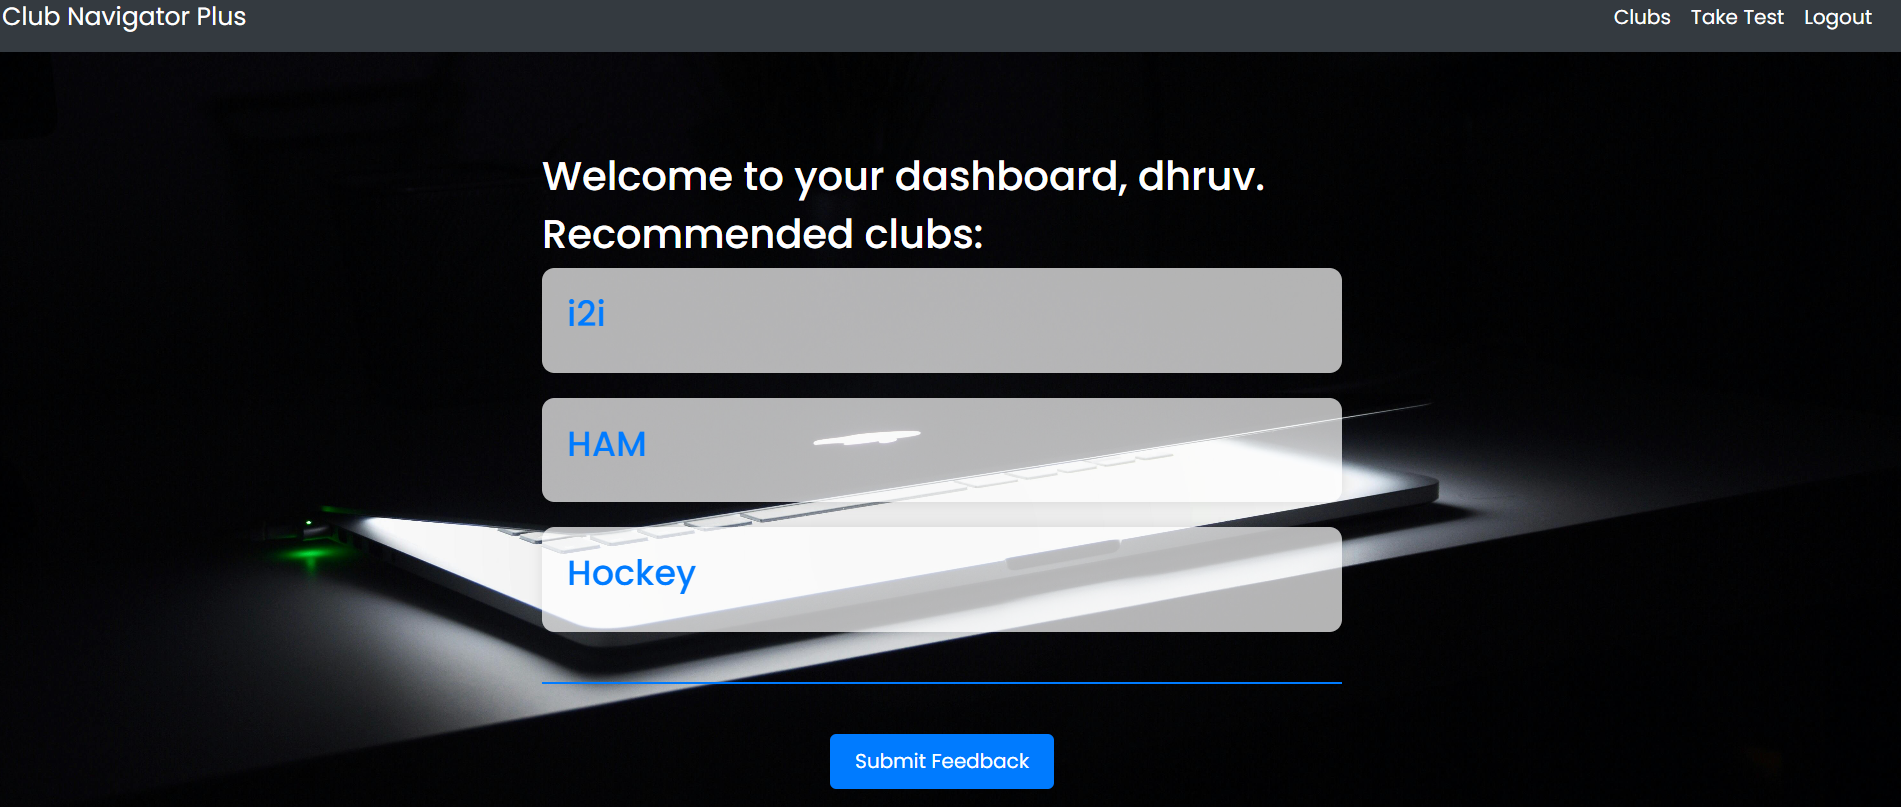 Club Navigator Plus
Clubs Take Test Logout
Welcome to your dashboard, dhruv.
Recommended clubs:
i2i
HAM
Hockey
Submit Feedback